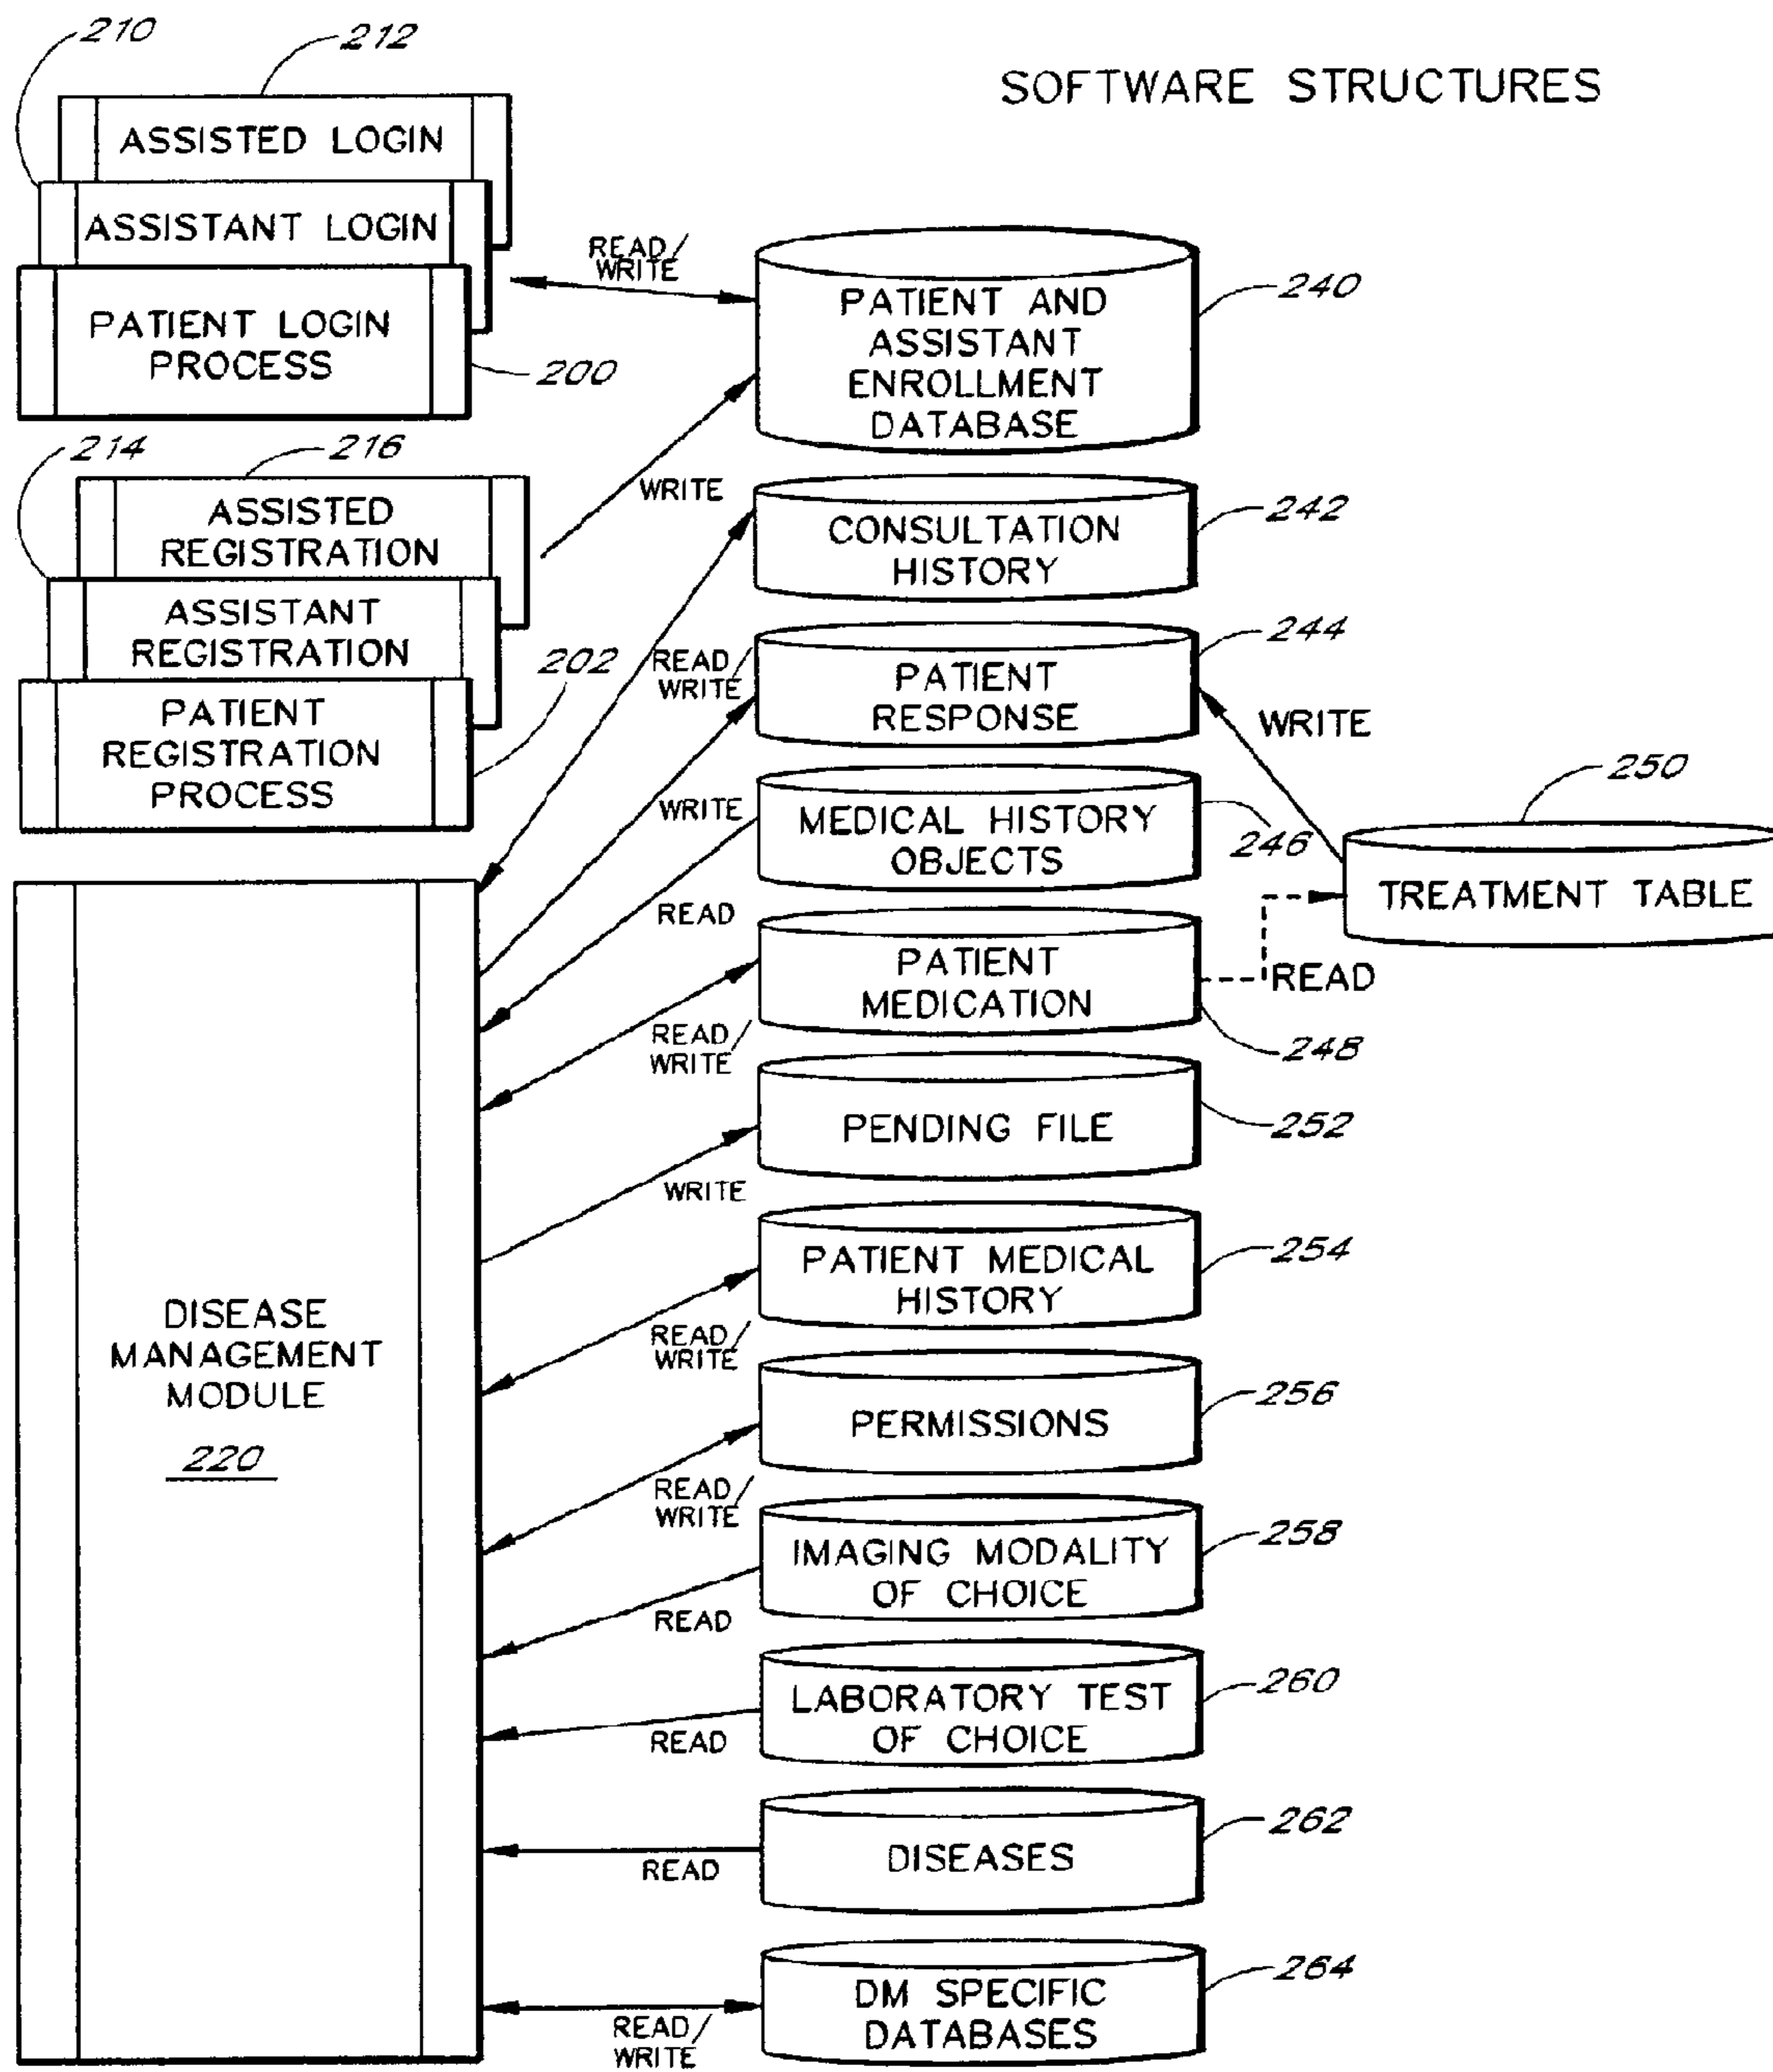 SOFTWARE STRUCTURES
210
212
ASSISTED LOGIN
ASSISTANT LOGIN
PATIENT LOGIN
PROCESS
200
214
216
ASSISTED
REGISTRATION
ASSISTANT
REGISTRATION
202
PATIENT
REGISTRATION
PROCESS
DISEASE
MANAGEMENT
MODULE
220
READ/
WRITE
PATIENT AND
ASSISTANT
ENROLLMENT
DATABASE
240
WRITE
CONSULTATION
HISTORY
242
READ/
WRITE
PATIENT
RESPONSE
244
WRITE
WRITE
MEDICAL HISTORY
OBJECTS
246
250
TREATMENT TABLE
READ
PATIENT
MEDICATION
248
READ
READ/
WRITE
PENDING FILE
252
WRITE
PATIENT MEDICAL
HISTORY
254
READ/
WRITE
PERMISSIONS
256
READ/
WRITE
IMAGING MODALITY
OF CHOICE
258
READ
LABORATORY TEST
OF CHOICE
260
READ
DISEASES
262
READ
DM SPECIFIC
DATABASES
264
READ/
WRITE